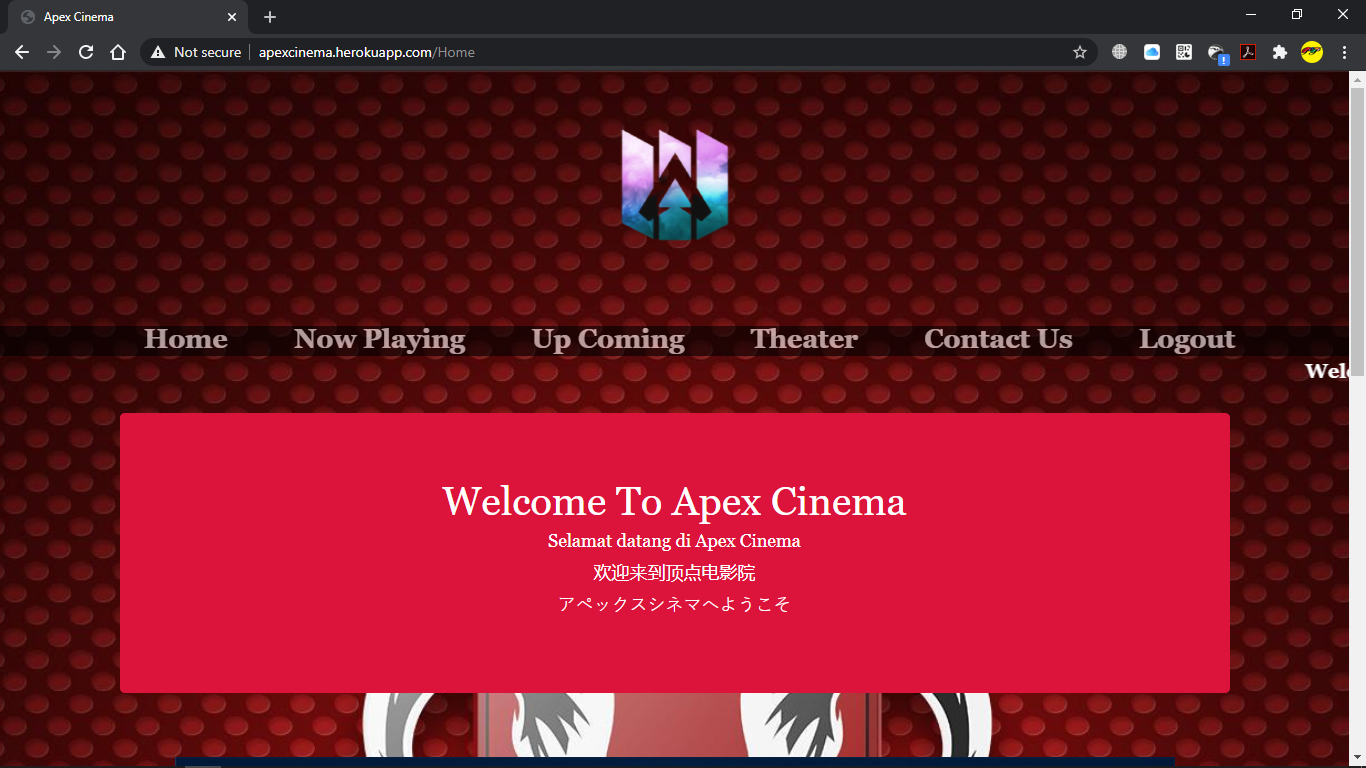 Apex Cinema
Not secure apexcinema.herokuapp.com/Home
Home Now Playing Up Coming Theater Contact Us Logout
Welcome To Apex Cinema
Selamat datang di Apex Cinema
欢迎来到顶点电影院
アペックスシネマへようこそ